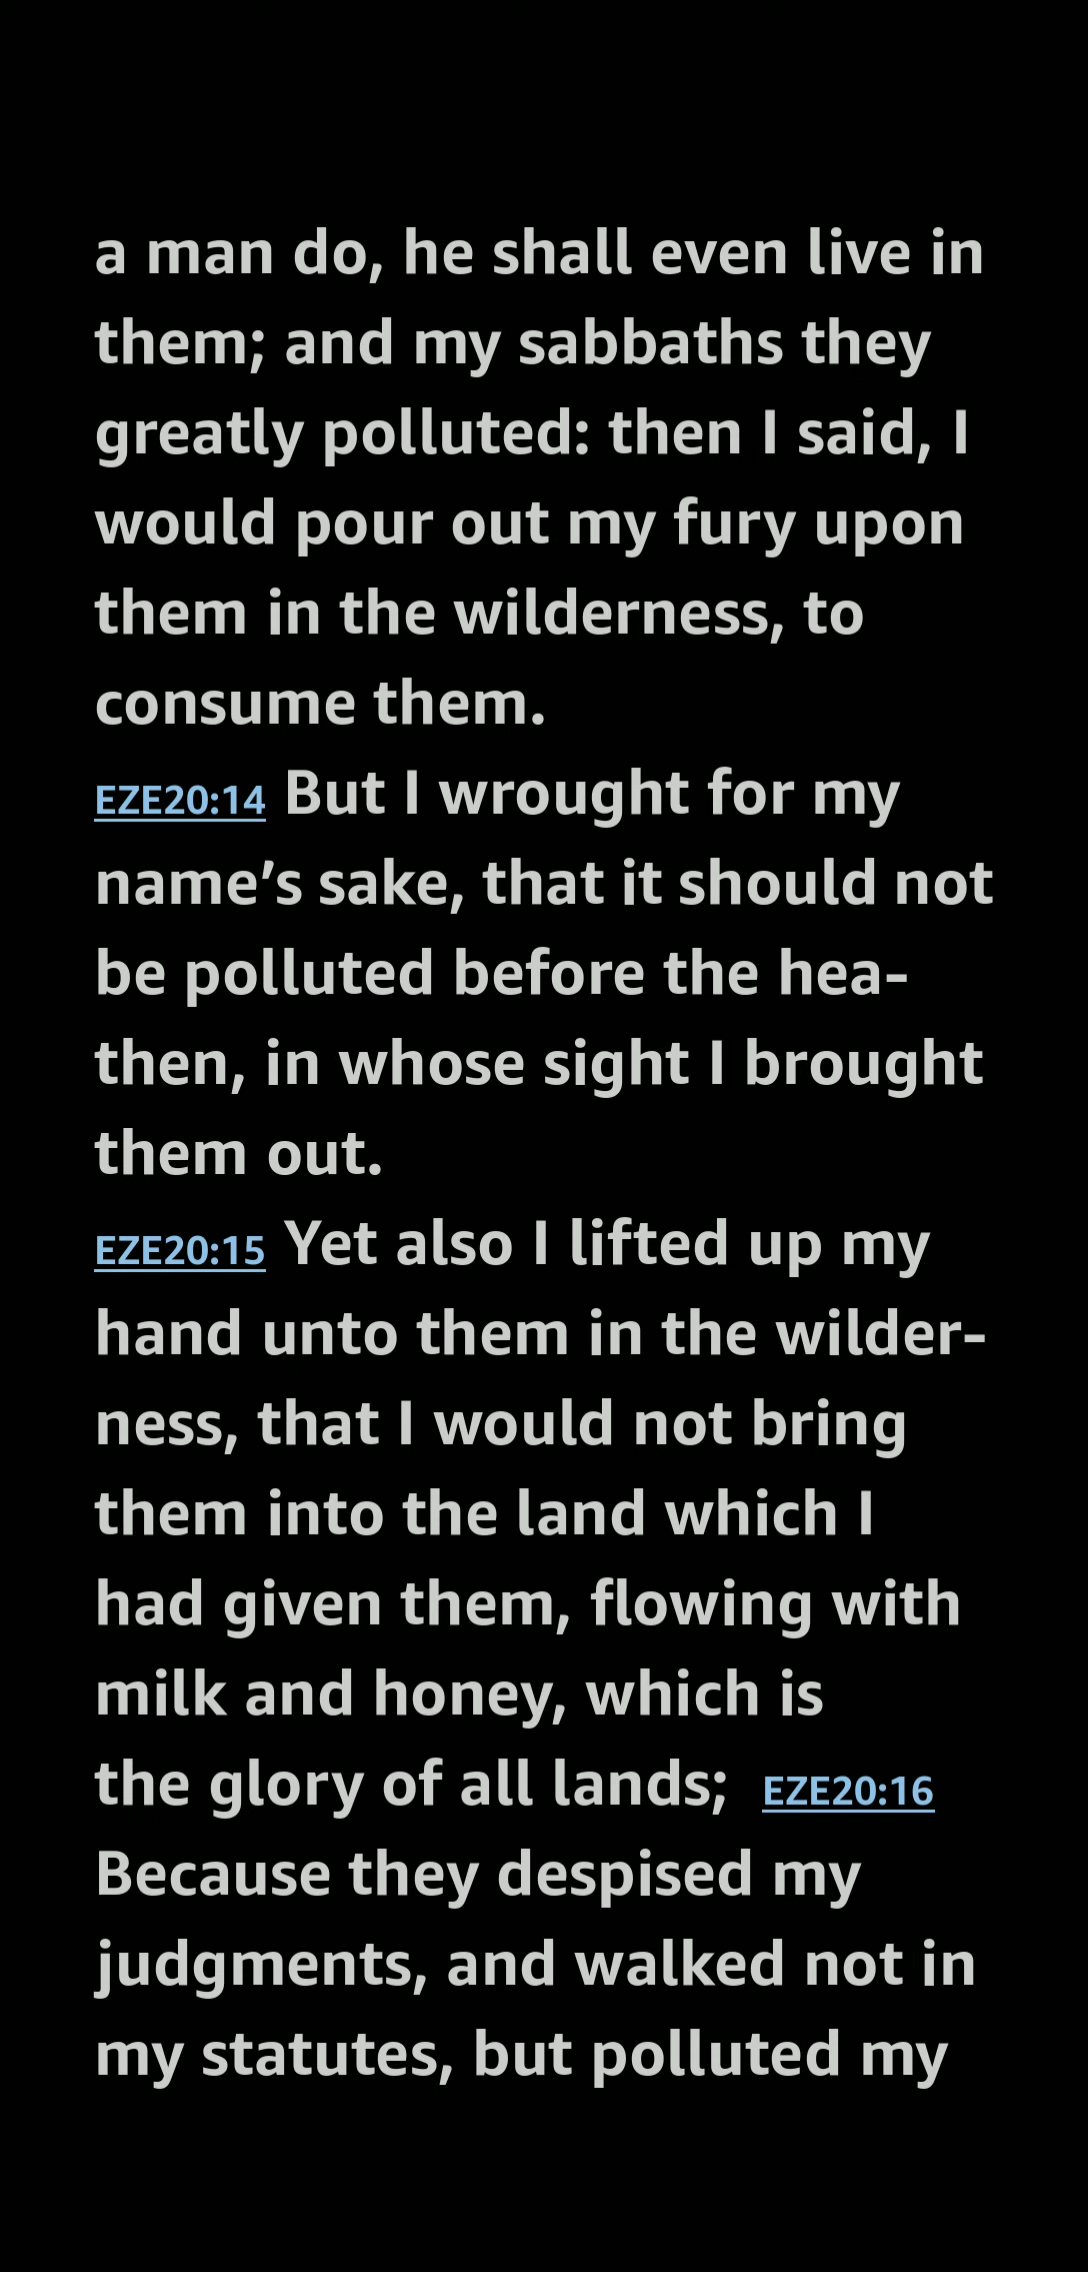 a man do, he shall even live in
them; and my sabbaths they
greatly polluted: then I said, I
would pour out my fury upon
them in the wilderness, to
consume them.
EZE20:14 But I wrought for my
name’s sake, that it should not
be polluted before the hea-
then, in whose sight I brought
them out.
EZE20:15 Yet also I lifted up my
hand unto them in the wilder-
ness, that I would not bring
them into the land which I
had given them, flowing with
milk and honey, which is
the glory of all lands; EZE20:16
Because they despised my
judgments, and walked not in
my statutes, but polluted my